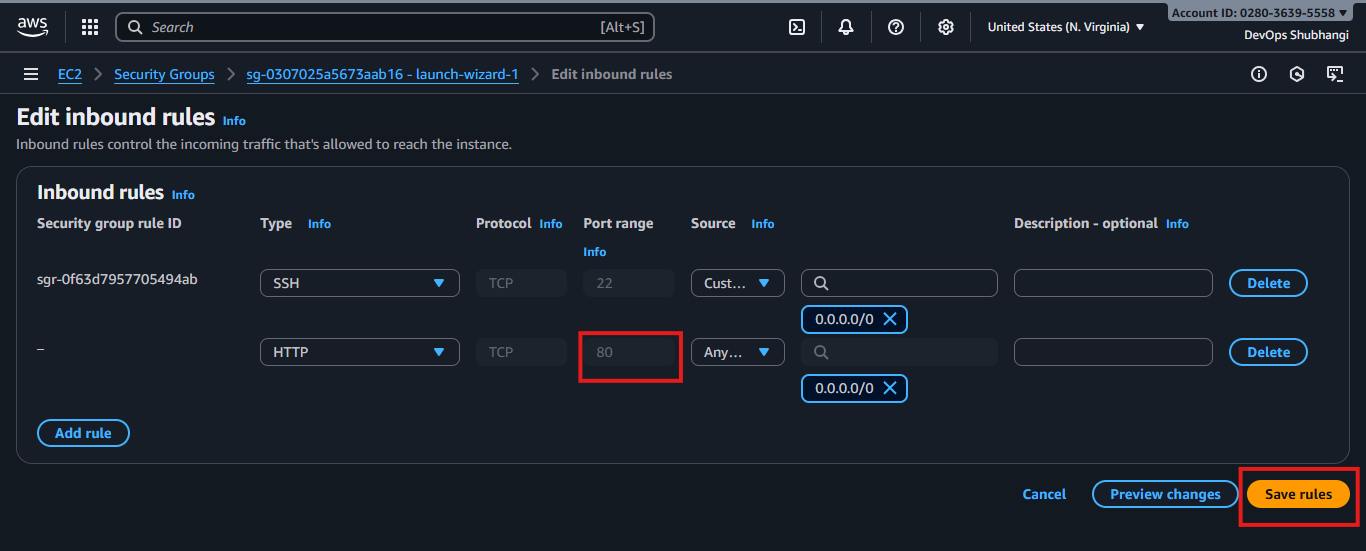 aws
Search [Alt+S]
United States (N. Virginia)
Account ID: 0280-3639-5558
DevOps Shubhangi
EC2 > Security Groups > sg-0307025a5673aab16 - launch-wizard-1 > Edit inbound rules
Edit inbound rules Info
Inbound rules control the incoming traffic that's allowed to reach the instance.
Inbound rules Info
Security group rule ID Type Info Protocol Info Port range Source Info Description - optional Info
Info
sgr-0f63d7957705494ab SSH TCP 22 Cust... Delete
0.0.0.0/0
– HTTP TCP 80 Any... Delete
0.0.0.0/0
Add rule
Cancel Preview changes Save rules